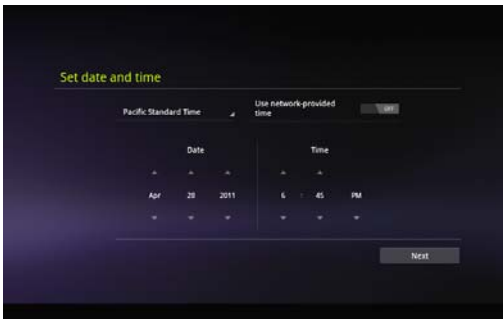 Set date and time
Pacific Standard Time
Use network-provided
time
OFF
Date
Time
Apr 28 2011
6 : 45 PM
Next